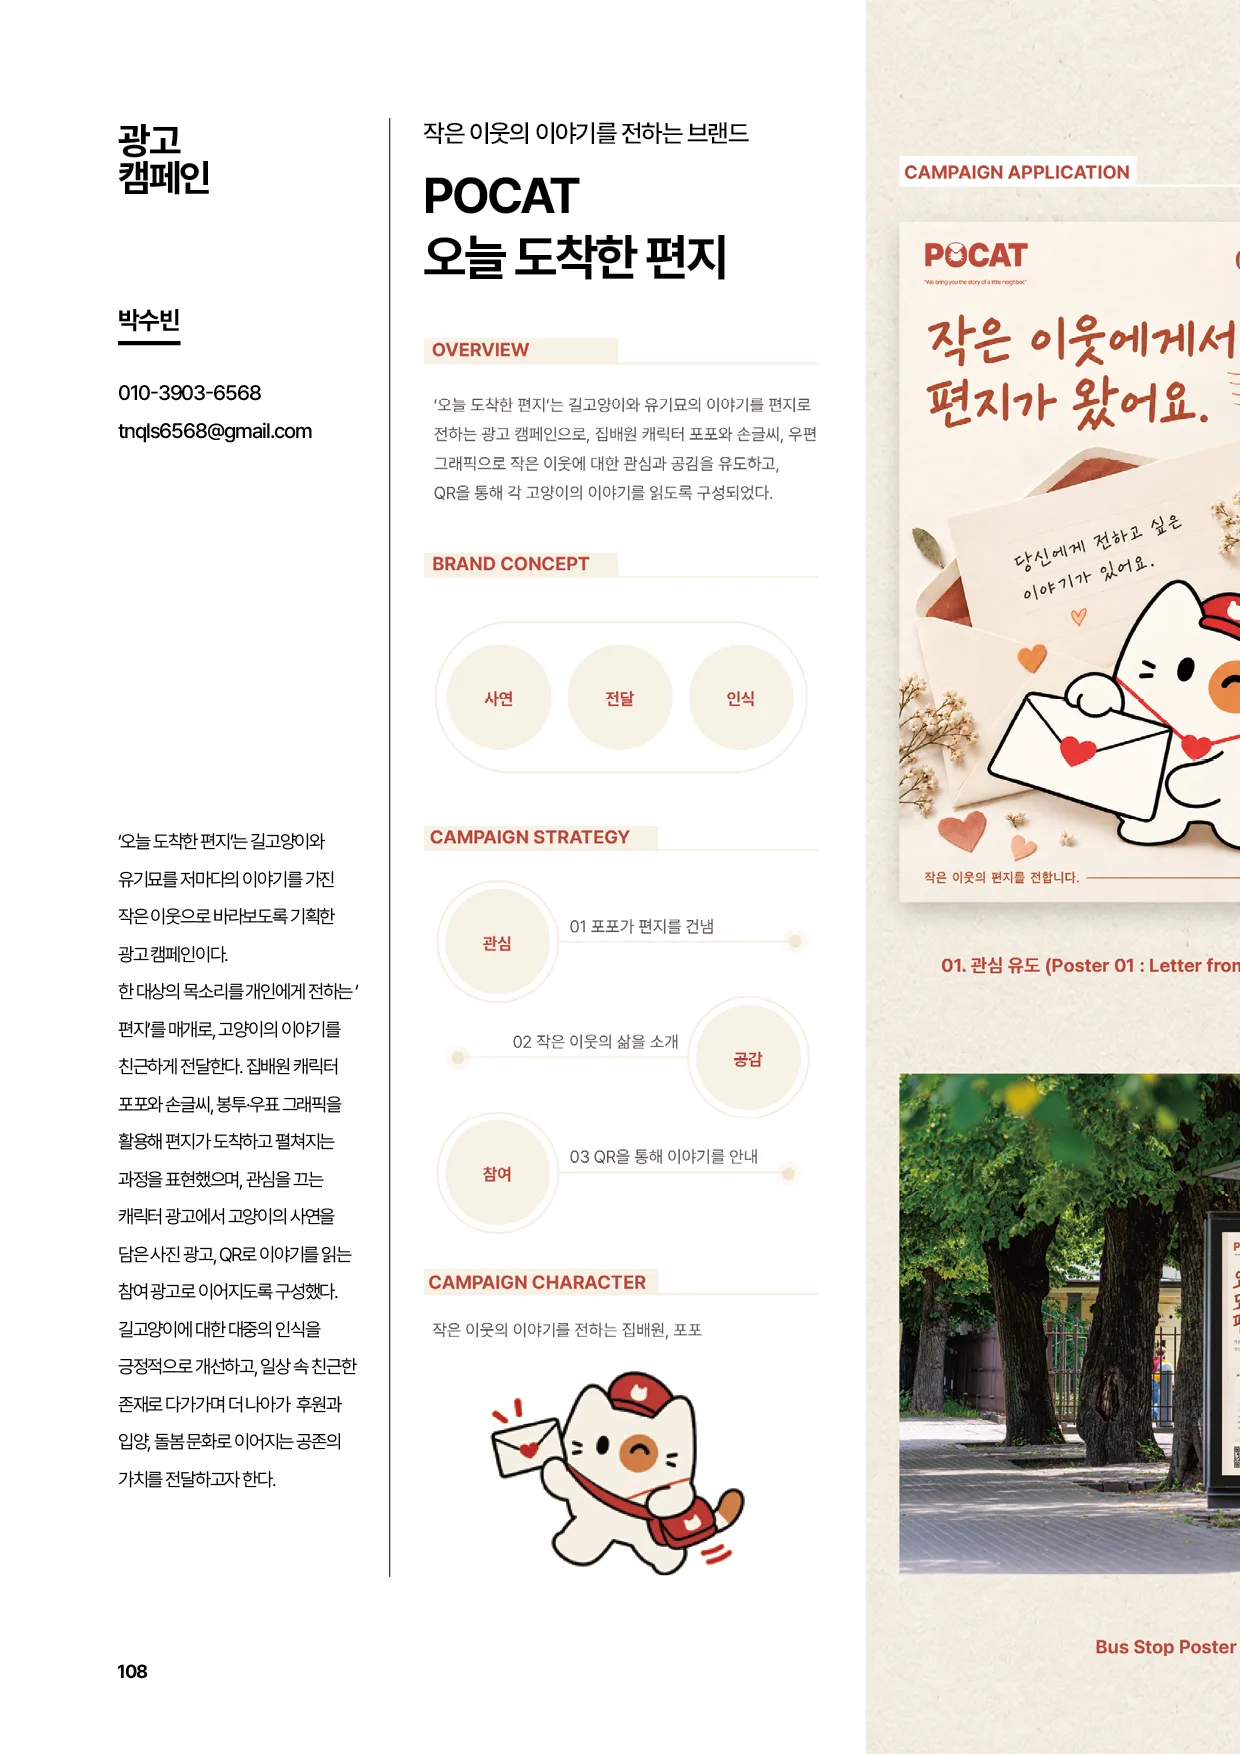 광고
캠페인
박수빈
010-3903-6568
tnqls6568@gmail.com
'오늘 도착한 편지'는 길고양이와
유기묘를 저마다의 이야기를 가진
작은 이웃으로 바라보도록 기획한
광고 캠페인이다.
한 대상의 목소리를 개인에게 전하는 '
편지'를 매개로, 고양이의 이야기를
친근하게 전달한다. 집배원 캐릭터
포포와 손글씨, 봉투·우표 그래픽을
활용해 편지가 도착하고 펼쳐지는
과정을 표현했으며, 관심을 끄는
캐릭터 광고에서 고양이의 사연을
담은 사진 광고, QR로 이야기를 읽는
참여 광고로 이어지도록 구성했다.
길고양이에 대한 대중의 인식을
긍정적으로 개선하고, 일상 속 친근한
존재로 다가가며 더 나아가 후원과
입양, 돌봄 문화로 이어지는 공존의
가치를 전달하고자 한다.
108
작은 이웃의 이야기를 전하는 브랜드
POCAT
오늘 도착한 편지
OVERVIEW
'오늘 도착한 편지'는 길고양이와 유기묘의 이야기를 편지로
전하는 광고 캠페인으로, 집배원 캐릭터 포포와 손글씨, 우편
그래픽으로 작은 이웃에 대한 관심과 공감을 유도하고,
QR을 통해 각 고양이의 이야기를 읽도록 구성되었다.
BRAND CONCEPT
사연 전달 인식
CAMPAIGN STRATEGY
관심 01 포포가 편지를 건넴
02 작은 이웃의 삶을 소개 공감
참여 03 QR을 통해 이야기를 안내
CAMPAIGN CHARACTER
작은 이웃의 이야기를 전하는 집배원, 포포
CAMPAIGN APPLICATION
POCAT
"We bring you the story of a little neighbor."
작은 이웃에게서
편지가 왔어요.
당신에게 전하고 싶은
이야기가 있어요.
작은 이웃의 편지를 전합니다.
01. 관심 유도 (Poster 01 : Letter from
Bus Stop Poster